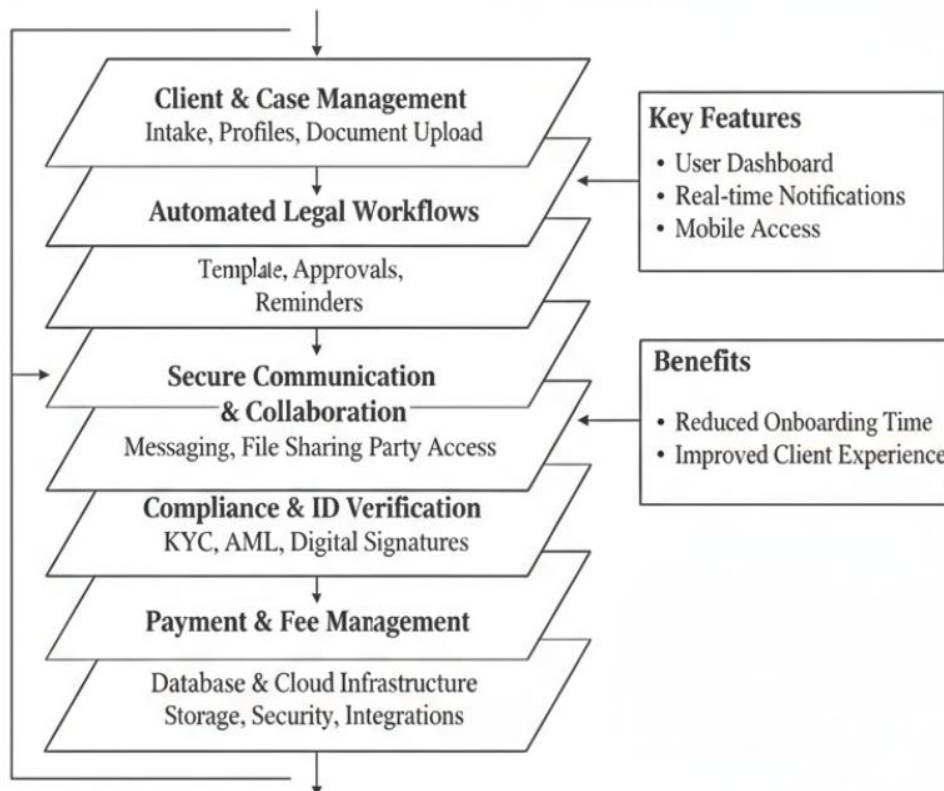 Client & Case Management
Intake, Profiles, Document Upload
Automated Legal Workflows
Template, Approvals,
Reminders
Secure Communication
& Collaboration
Messaging, File Sharing Party Access
Compliance & ID Verification
KYC, AML, Digital Signatures
Payment & Fee Management
Database & Cloud Infrastructure
Storage, Security, Integrations
Key Features
• User Dashboard
• Real-time Notifications
• Mobile Access
Benefits
• Reduced Onboarding Time
• Improved Client Experience